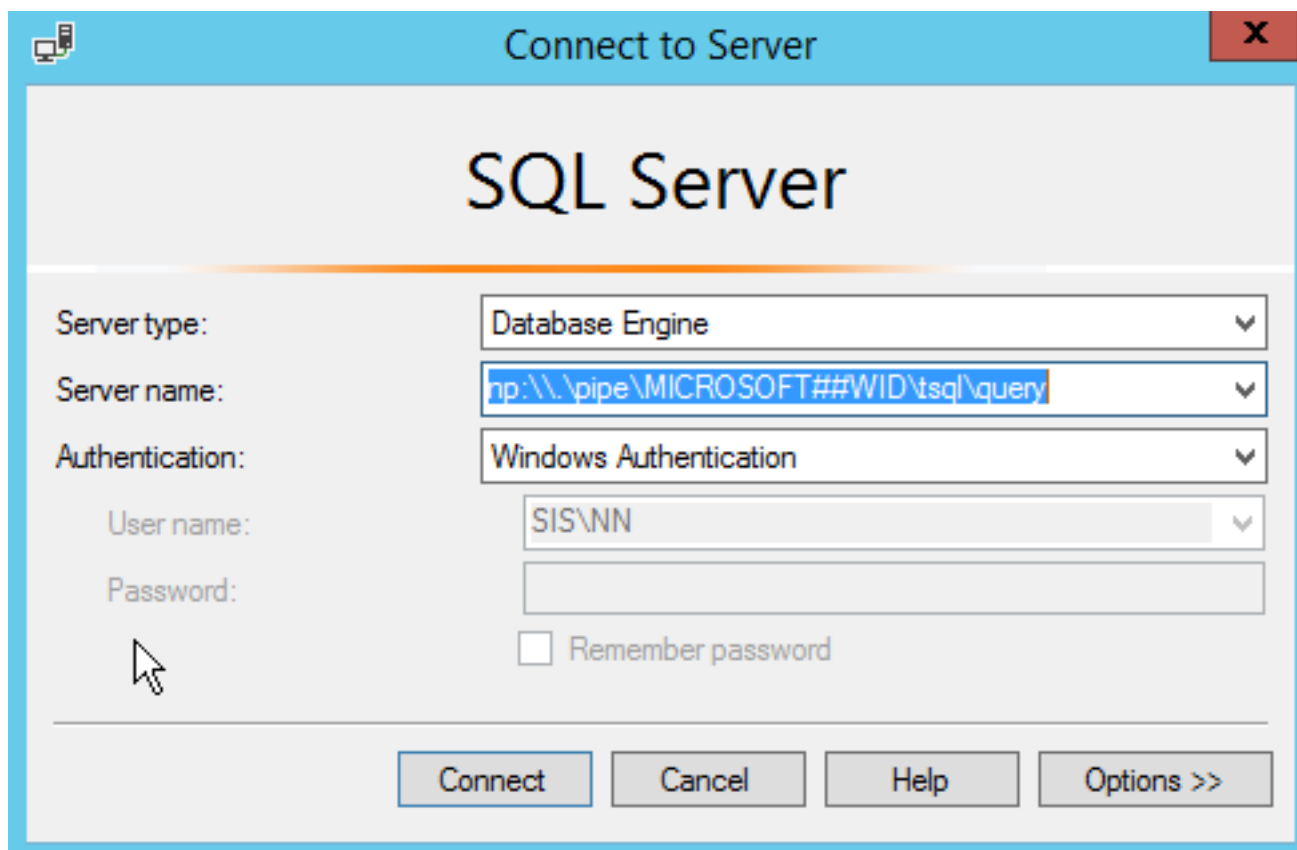 Connect to Server
x
SQL Server
Server type: Database Engine
Server name: np:\\.\pipe\MICROSOFT##WID\tsql\query
Authentication: Windows Authentication
User name: SIS\NN
Password:
Remember password
Connect Cancel Help Options >>